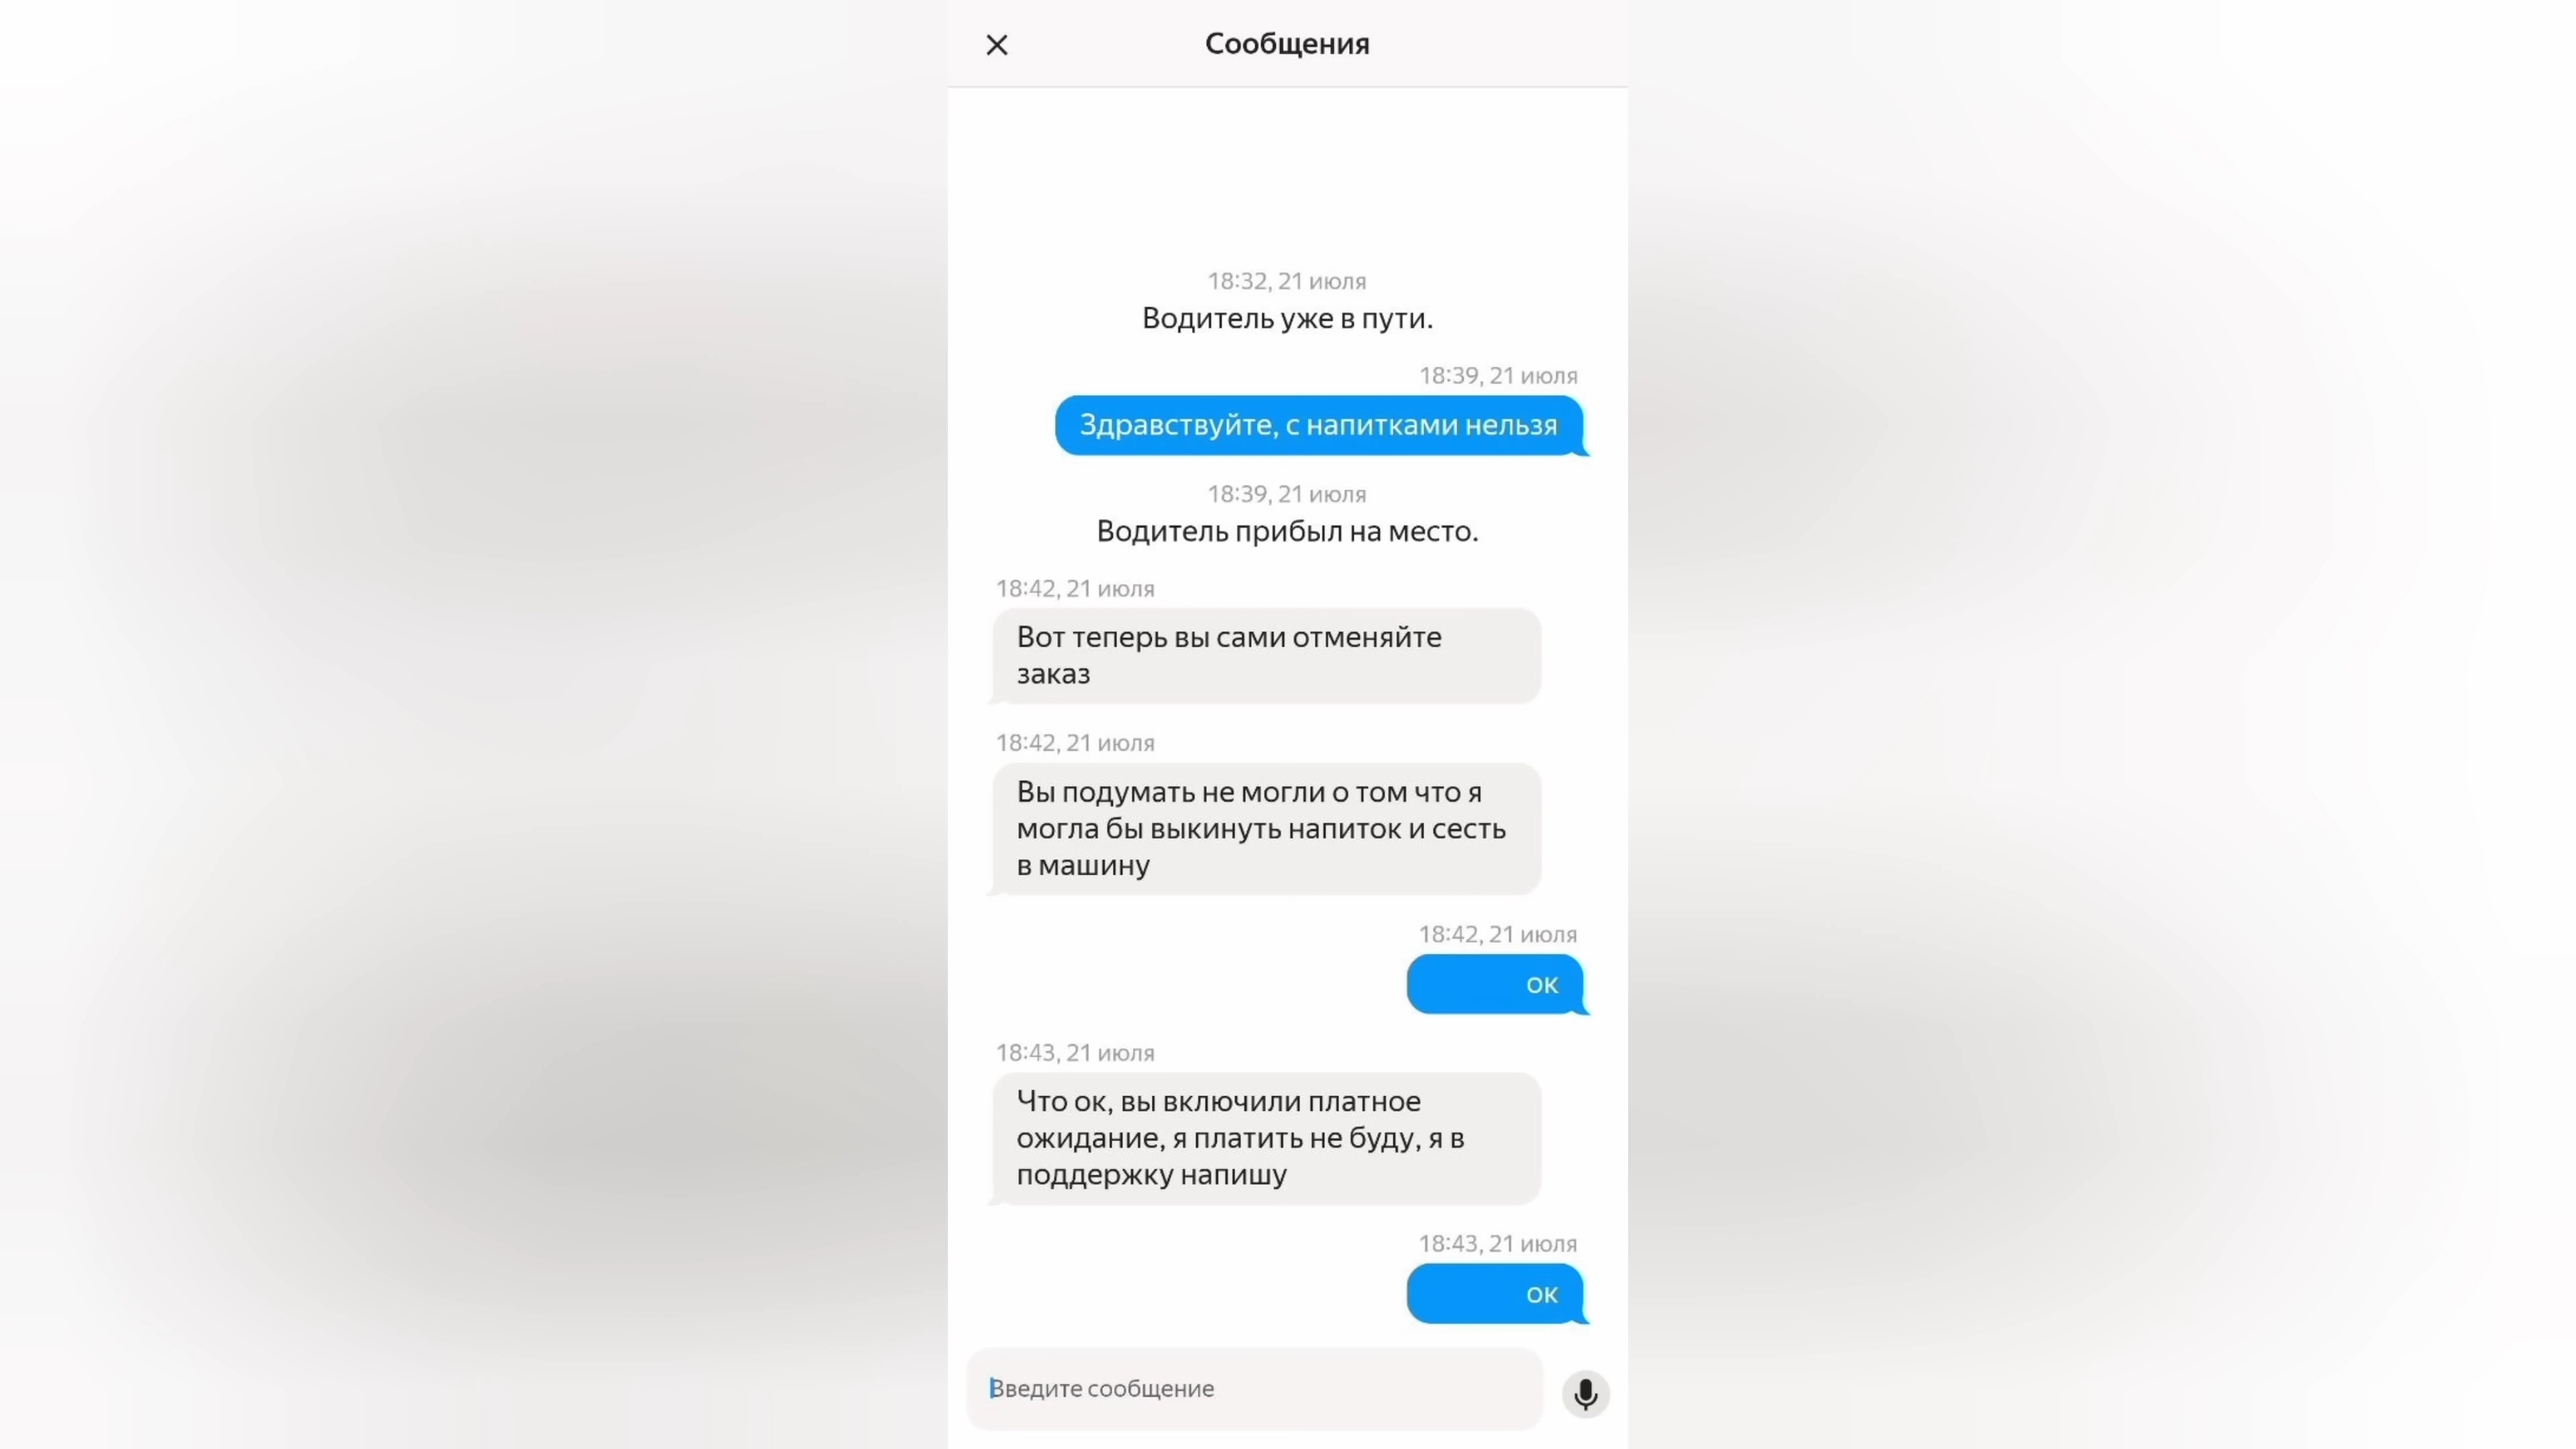 Сообщения
18:32, 21 июля
Водитель уже в пути.
18:39, 21 июля
Здравствуйте, с напитками нельзя
18:39, 21 июля
Водитель прибыл на место.
18:42, 21 июля
Вот теперь вы сами отменяйте
заказ
18:42, 21 июля
Вы подумать не могли о том что я
могла бы выкинуть напиток и сесть
в машину
18:42, 21 июля
ок
18:43, 21 июля
Что ок, вы включили платное
ожидание, я платить не буду, я в
поддержку напишу
18:43, 21 июля
ок
Введите сообщение